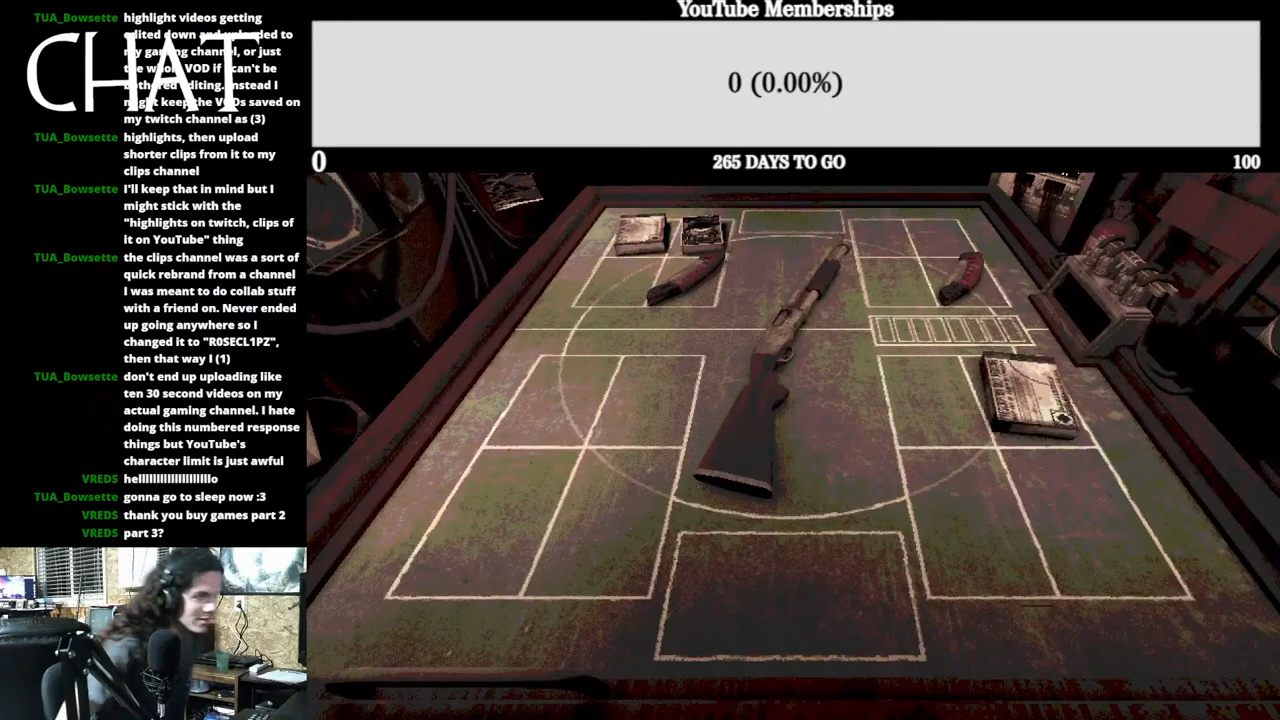 YouTube Memberships
0 (0.00%)
0
265 DAYS TO GO
100
CHAT
TUA_Bowsette highlight videos getting
edited down and uploaded to
my gaming channel, or just
the whole VOD if I can't be
bothered editing. Instead I
might keep the VODs saved on
my twitch channel as (3)
TUA_Bowsette highlights, then upload
shorter clips from it to my
clips channel
TUA_Bowsette I'll keep that in mind but I
might stick with the
"highlights on twitch, clips of
it on YouTube" thing
TUA_Bowsette the clips channel was a sort of
quick rebrand from a channel
I was meant to do collab stuff
with a friend on. Never ended
up going anywhere so I
changed it to "R0SECL1PZ",
then that way I (1)
TUA_Bowsette don't end up uploading like
ten 30 second videos on my
actual gaming channel. I hate
doing this numbered response
things but YouTube's
character limit is just awful
VREDS helllllllllllllllllllllo
TUA_Bowsette gonna go to sleep now :3
VREDS thank you buy games part 2
VREDS part 3?